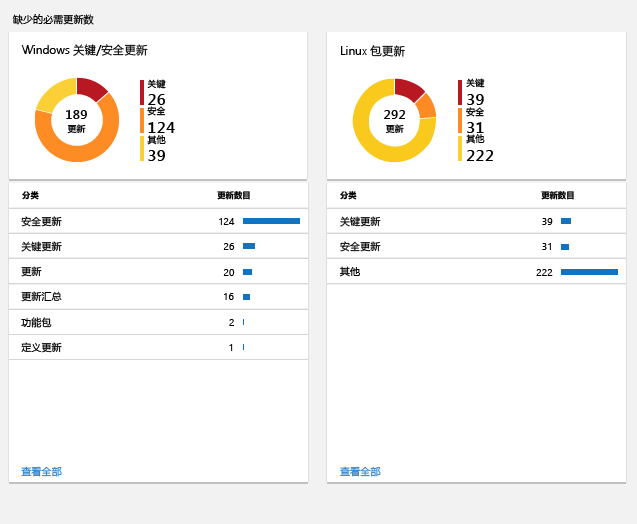 缺少的必需更新数
Windows 关键/安全更新
189
更新
关键
26
安全
124
其他
39
分类 更新数目
安全更新 124
关键更新 26
更新 20
更新汇总 16
功能包 2
定义更新 1
查看全部
Linux 包更新
292
更新
关键
39
安全
31
其他
222
分类 更新数目
关键更新 39
安全更新 31
其他 222
查看全部